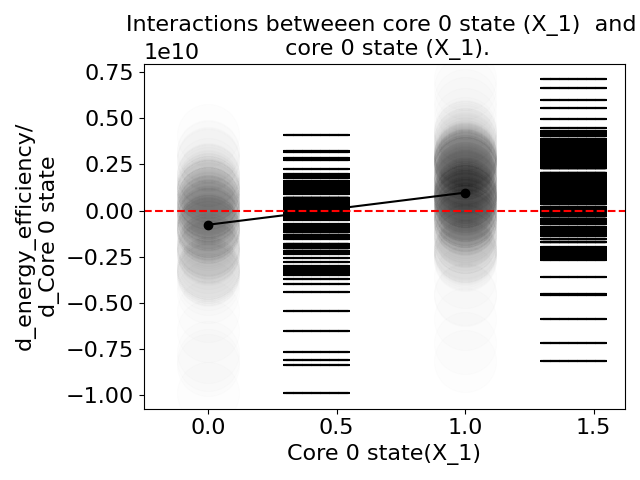 Interactions betweeen core 0 state (X_1)  and
core 0 state (X_1).
1e10
0.75
0.50
0.25
0.00
−0.25
−0.50
−0.75
−1.00
d_energy_efficiency/
d_Core 0 state
0.0 0.5 1.0 1.5
Core 0 state(X_1)